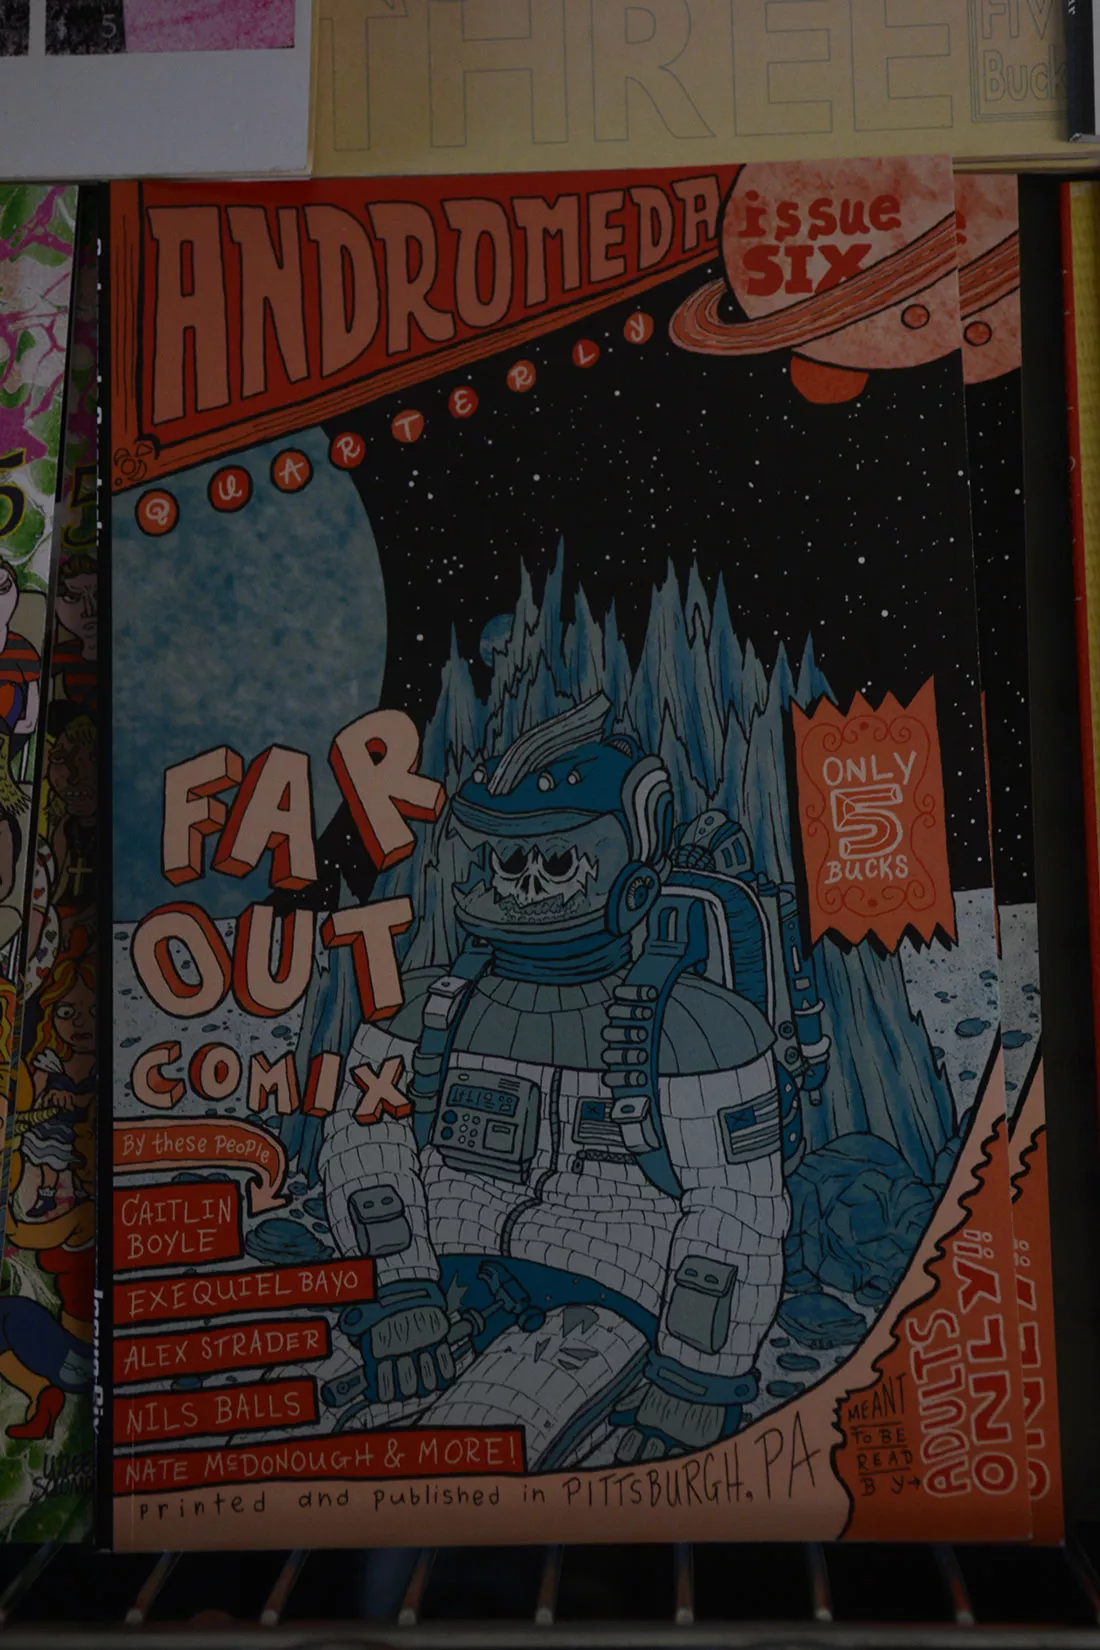 5
THREE
ANDROMEDA
issue
SIX
QUARTERLY
ONLY
5
BUCKS
FAR
OUT
COMIX
By these PeoplE
CAITLIN
BOYLE
EXEQUIEL BAYO
ALEX STRADER
NILS BALLS
NATE McDONOUGH & MORE!
printed and published in PITTSBURGH, PA
MEANT
TO BE
READ
BY→
ADULTS
ONLY!!